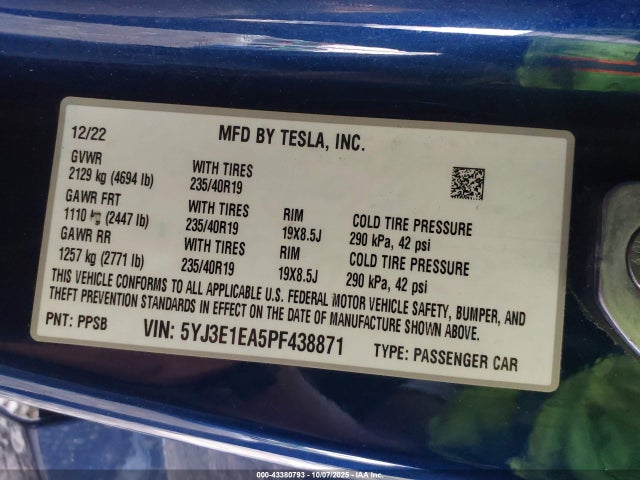 12/22 MFD BY TESLA, INC.
GVWR WITH TIRES
2129 kg (4694 lb) 235/40R19
GAWR FRT WITH TIRES RIM COLD TIRE PRESSURE
1110 kg (2447 lb) 235/40R19 19X8.5J 290 kPa, 42 psi
GAWR RR WITH TIRES RIM COLD TIRE PRESSURE
1257 kg (2771 lb) 235/40R19 19X8.5J 290 kPa, 42 psi
THIS VEHICLE CONFORMS TO ALL APPLICABLE U.S. FEDERAL MOTOR VEHICLE SAFETY, BUMPER, AND
THEFT PREVENTION STANDARDS IN EFFECT ON THE DATE OF MANUFACTURE SHOWN ABOVE.
PNT: PPSB VIN: 5YJ3E1EA5PF438871 TYPE: PASSENGER CAR
000-43380793 - 10/07/2025 - IAA Inc.